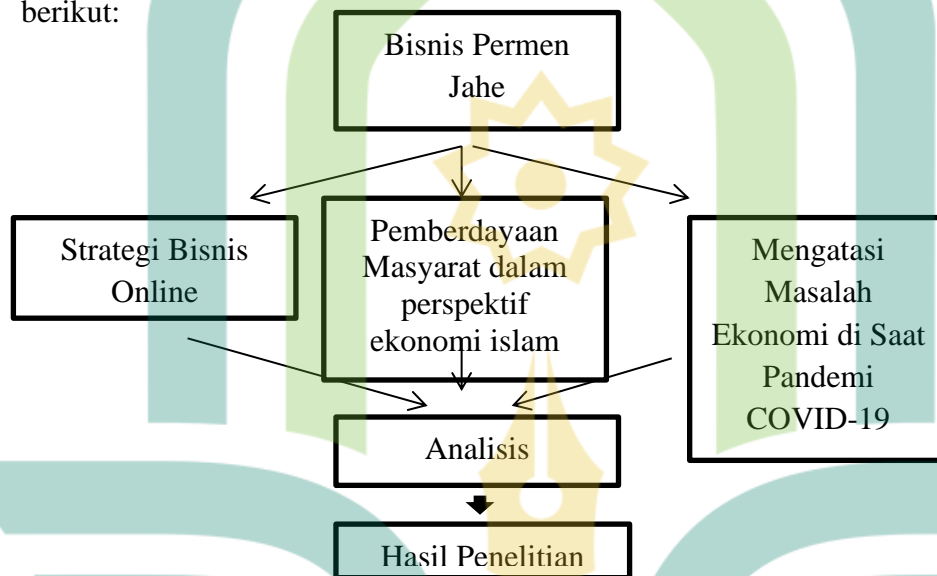 berikut:
Bisnis Permen
Jahe
Strategi Bisnis
Online
Pemberdayaan
Masyarat dalam
perspektif
ekonomi islam
Mengatasi
Masalah
Ekonomi di Saat
Pandemi
COVID-19
Analisis
Hasil Penelitian